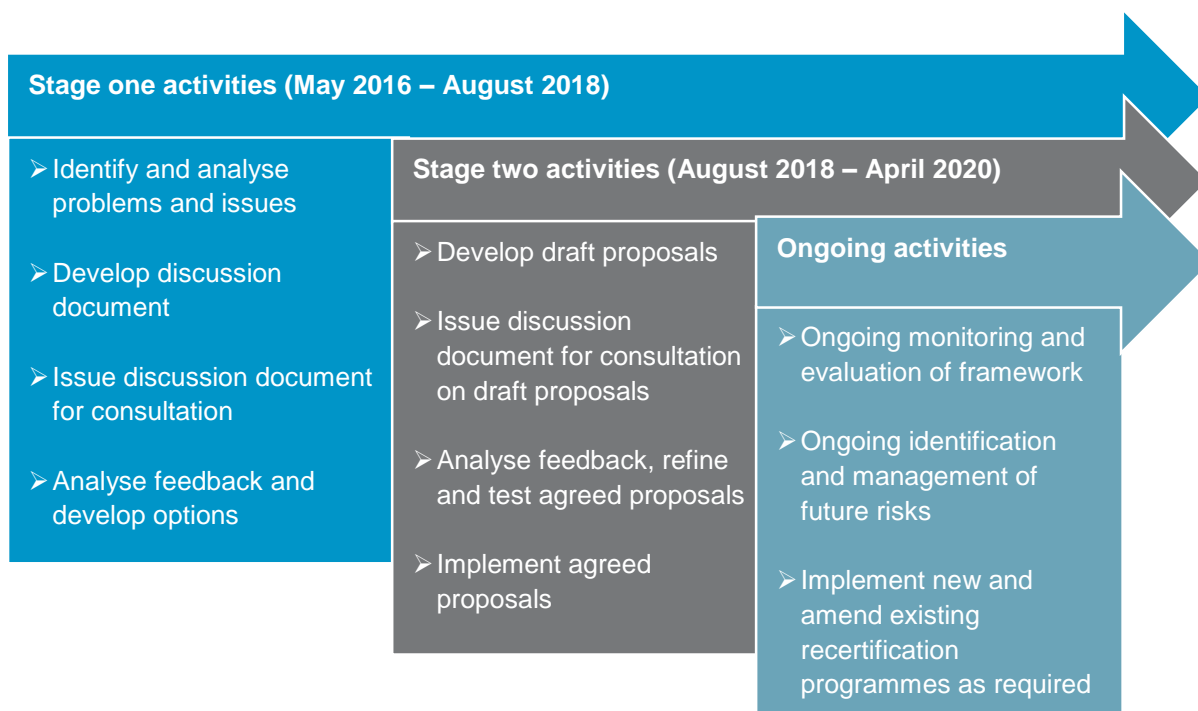 Stage one activities (May 2016 – August 2018)
➢ Identify and analyse
problems and issues
➢ Develop discussion
document
➢ Issue discussion document
for consultation
➢ Analyse feedback and
develop options
Stage two activities (August 2018 – April 2020)
➢ Develop draft proposals
➢ Issue discussion
document for consultation
on draft proposals
➢ Analyse feedback, refine
and test agreed proposals
➢ Implement agreed
proposals
Ongoing activities
➢ Ongoing monitoring and
evaluation of framework
➢ Ongoing identification
and management of
future risks
➢ Implement new and
amend existing
recertification
programmes as required